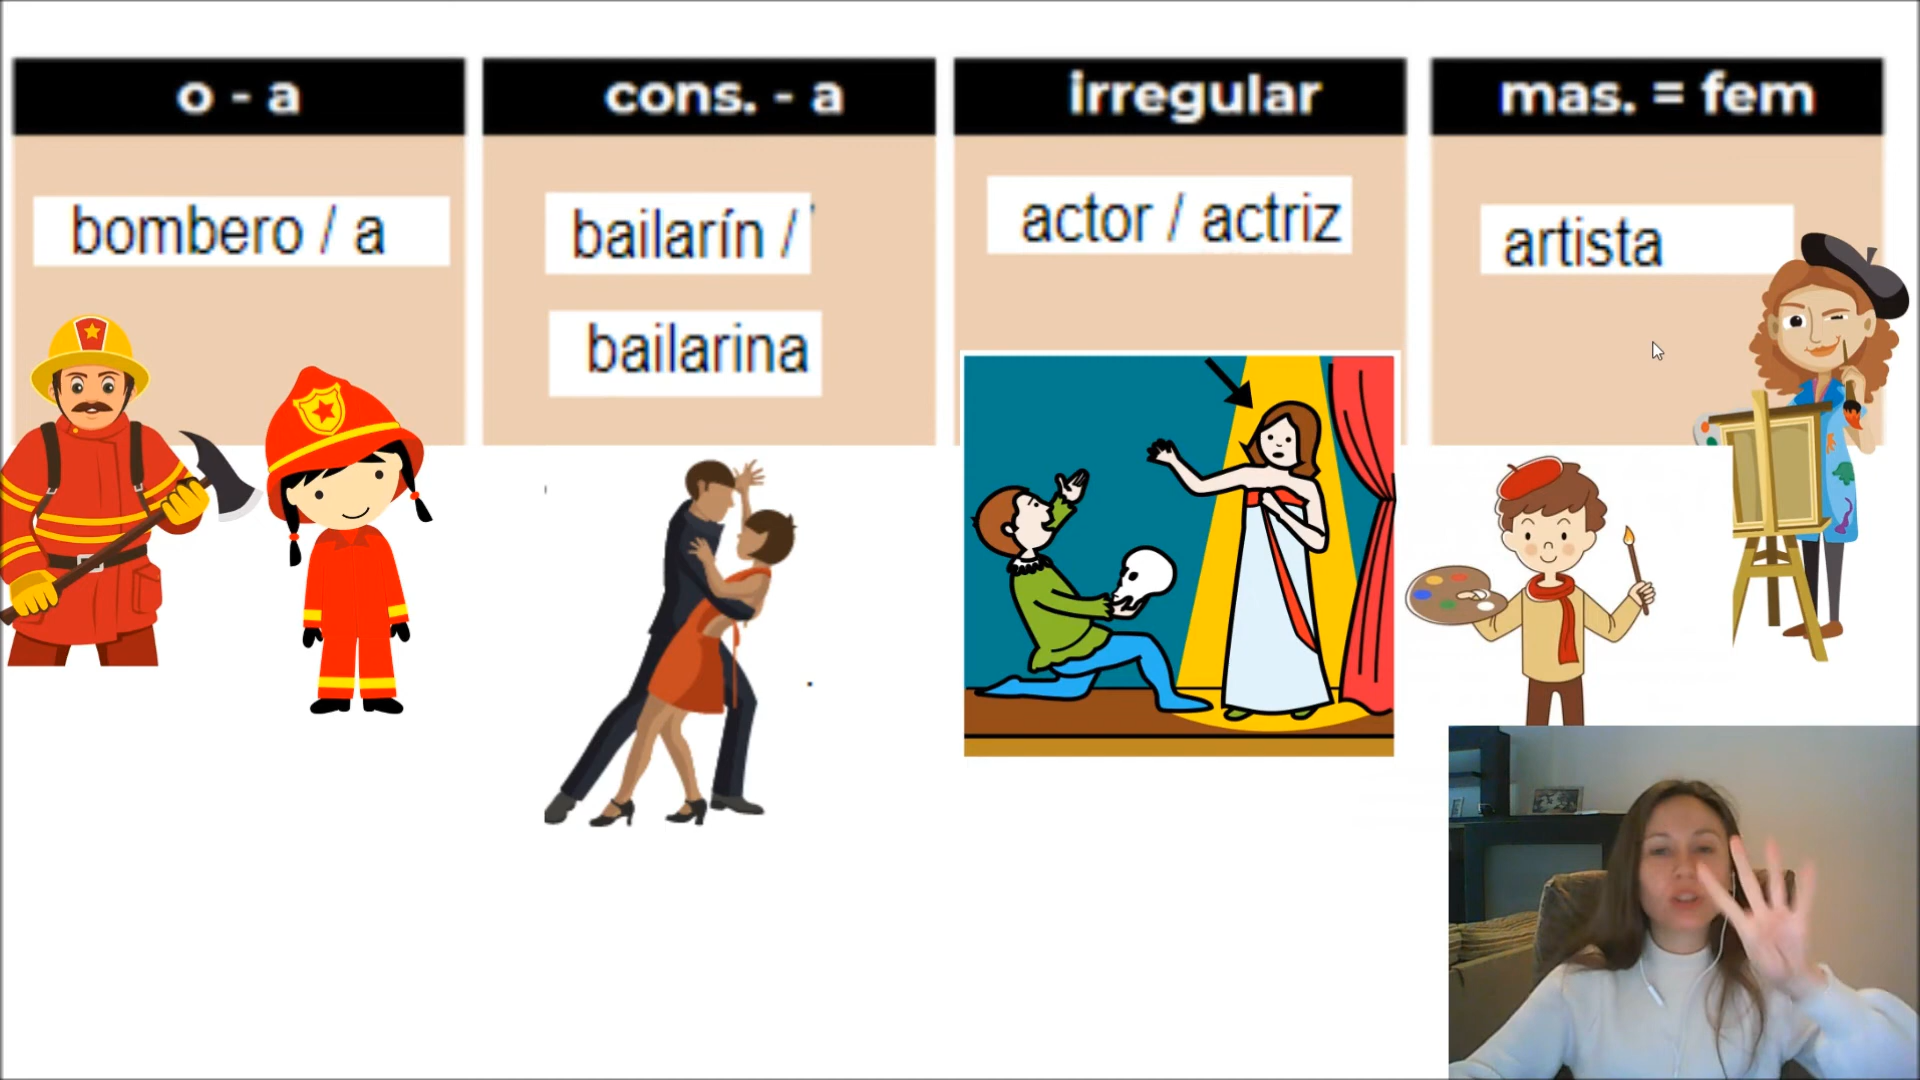 o - a
bombero / a
cons. - a
bailarín /
bailarina
irregular
actor / actriz
mas. = fem
artista